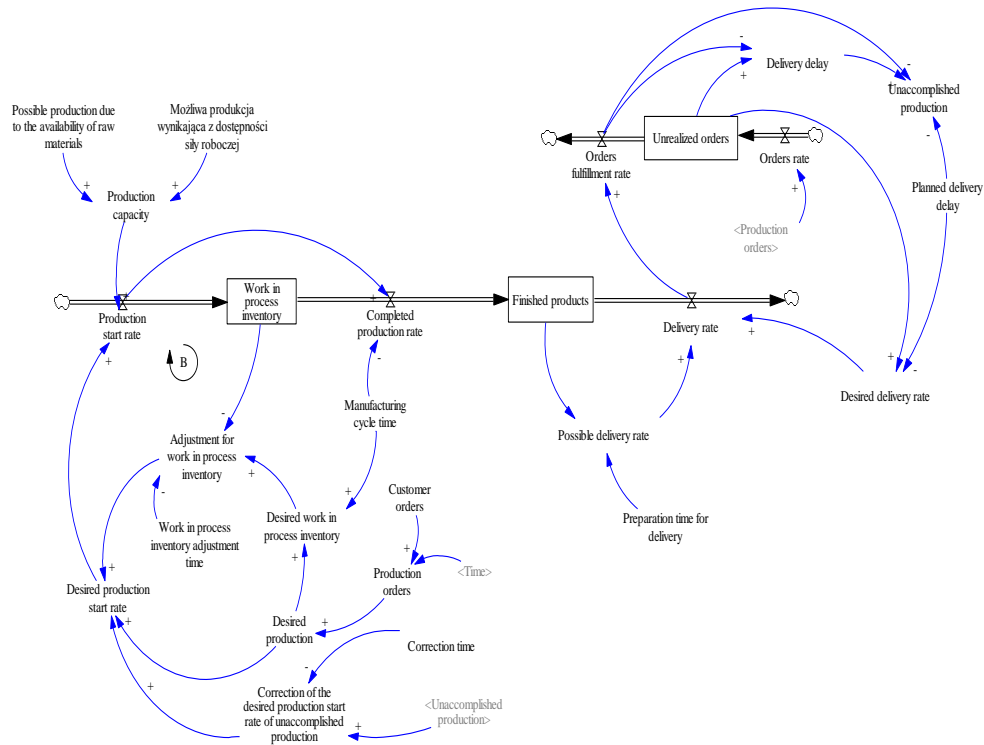 Delivery delay
Unaccomplished
production
Possible production due
to the availability of raw
materials
Możliwa produkcja
wynikająca z dostępności
siły roboczej
Unrealized orders
Orders
fulfillment rate
Orders rate
Planned delivery
delay
Production
capacity
<Production
orders>
Work in
process
inventory
Finished products
Production
start rate
Completed
production rate
Delivery rate
B
Desired delivery rate
Manufacturing
cycle time
Possible delivery rate
Adjustment for
work in process
inventory
Customer
orders
Desired work in
process inventory
Work in process
inventory adjustment
time
Preparation time for
delivery
Production
orders
<Time>
Desired production
start rate
Desired
production
Correction time
Correction of the
desired production start
rate of unaccomplished
production
<Unaccomplished
production>